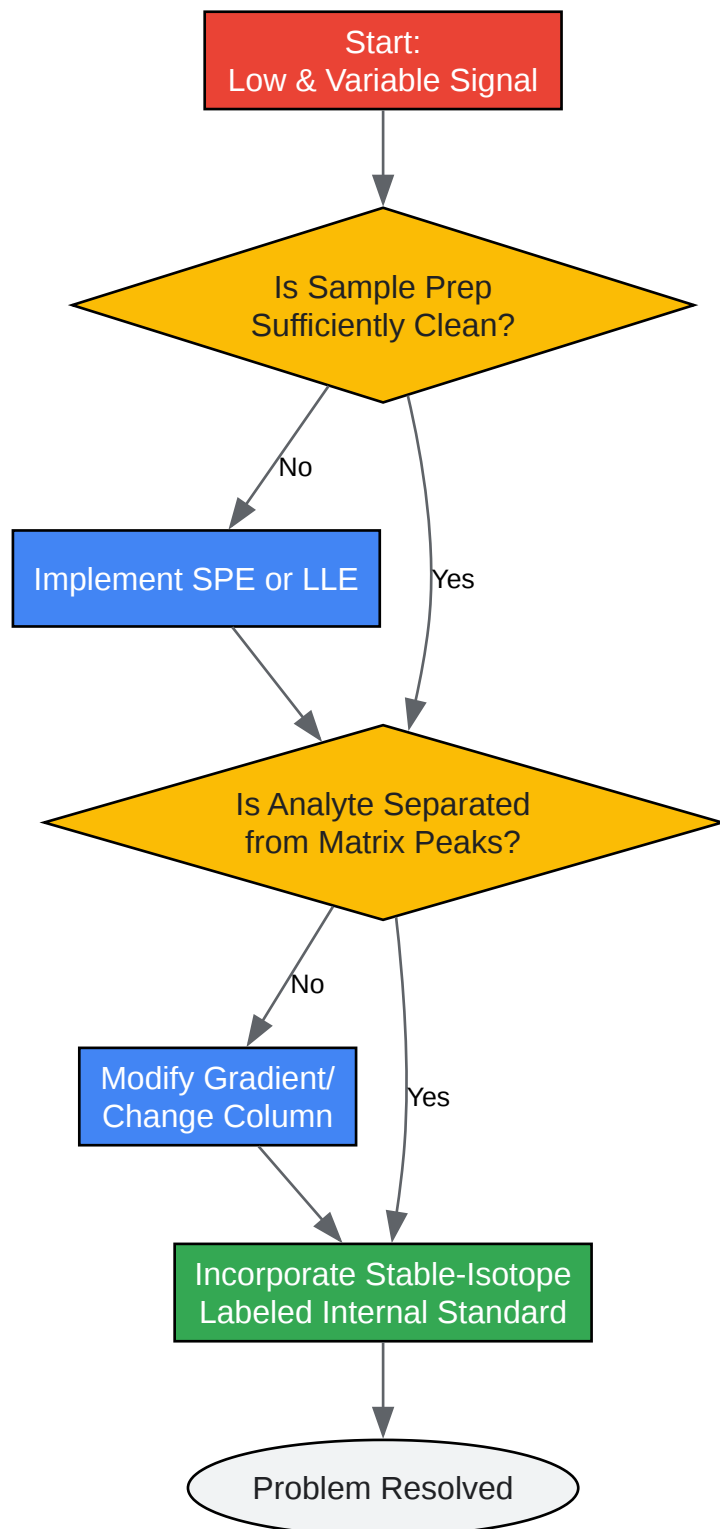 Start:
Low & Variable Signal
Is Sample Prep
Sufficiently Clean?
No
Implement SPE or LLE
Yes
Is Analyte Separated
from Matrix Peaks?
No
Modify Gradient/
Change Column
Yes
Incorporate Stable-Isotope
Labeled Internal Standard
Problem Resolved